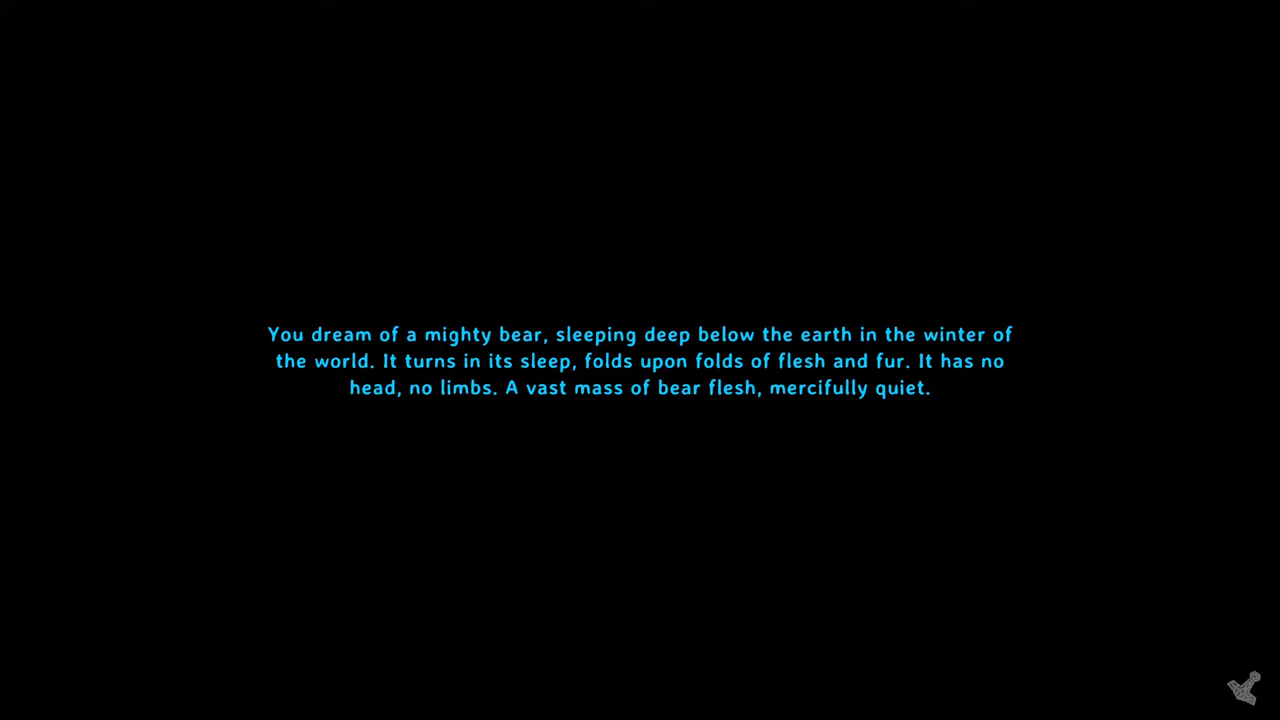 You dream of a mighty bear, sleeping deep below the earth in the winter of
the world. It turns in its sleep, folds upon folds of flesh and fur. It has no
head, no limbs. A vast mass of bear flesh, mercifully quiet.